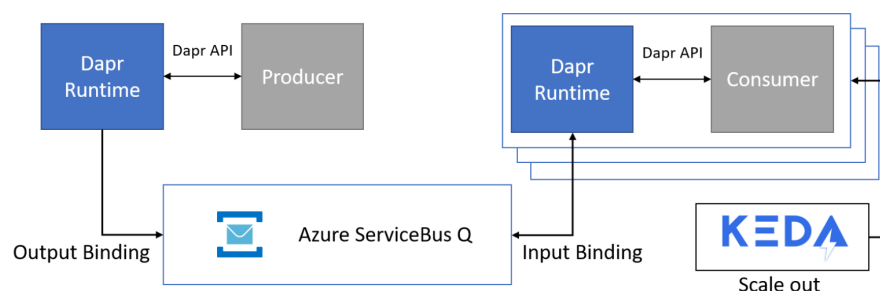 Dapr
Runtime
Dapr API
Producer
Dapr
Runtime
Dapr API
Consumer
Output Binding
Azure ServiceBus Q
Input Binding
KEDA
Scale out